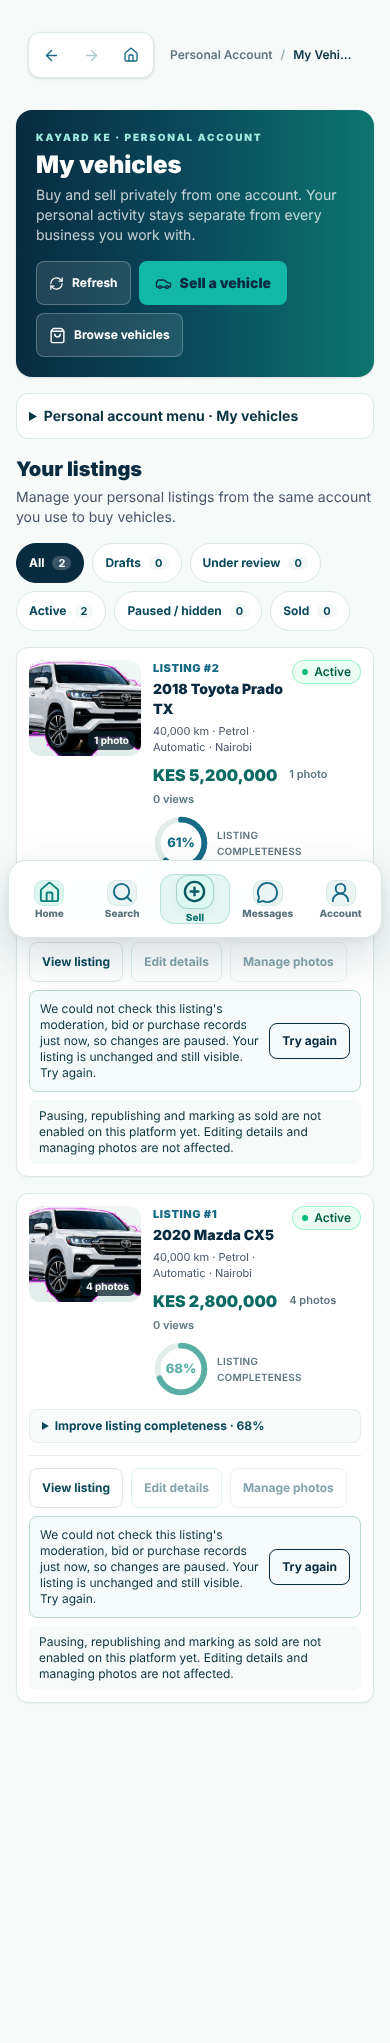 Personal Account / My Vehi...
KAYARD KE · PERSONAL ACCOUNT
My vehicles
Buy and sell privately from one account. Your
personal activity stays separate from every
business you work with.
Refresh
Sell a vehicle
Browse vehicles
Personal account menu · My vehicles
Your listings
Manage your personal listings from the same account
you use to buy vehicles.
All 2
Drafts 0
Under review 0
Active 2
Paused / hidden 0
Sold 0
1 photo
LISTING #2
Active
2018 Toyota Prado
TX
40,000 km · Petrol ·
Automatic · Nairobi
KES 5,200,000 1 photo
0 views
61%
LISTING
COMPLETENESS
Home
Search
Sell
Messages
Account
View listing
Edit details
Manage photos
We could not check this listing's
moderation, bid or purchase records
just now, so changes are paused. Your
listing is unchanged and still visible.
Try again.
Try again
Pausing, republishing and marking as sold are not
enabled on this platform yet. Editing details and
managing photos are not affected.
4 photos
LISTING #1
Active
2020 Mazda CX5
40,000 km · Petrol ·
Automatic · Nairobi
KES 2,800,000 4 photos
0 views
68%
LISTING
COMPLETENESS
Improve listing completeness · 68%
View listing
Edit details
Manage photos
We could not check this listing's
moderation, bid or purchase records
just now, so changes are paused. Your
listing is unchanged and still visible.
Try again.
Try again
Pausing, republishing and marking as sold are not
enabled on this platform yet. Editing details and
managing photos are not affected.